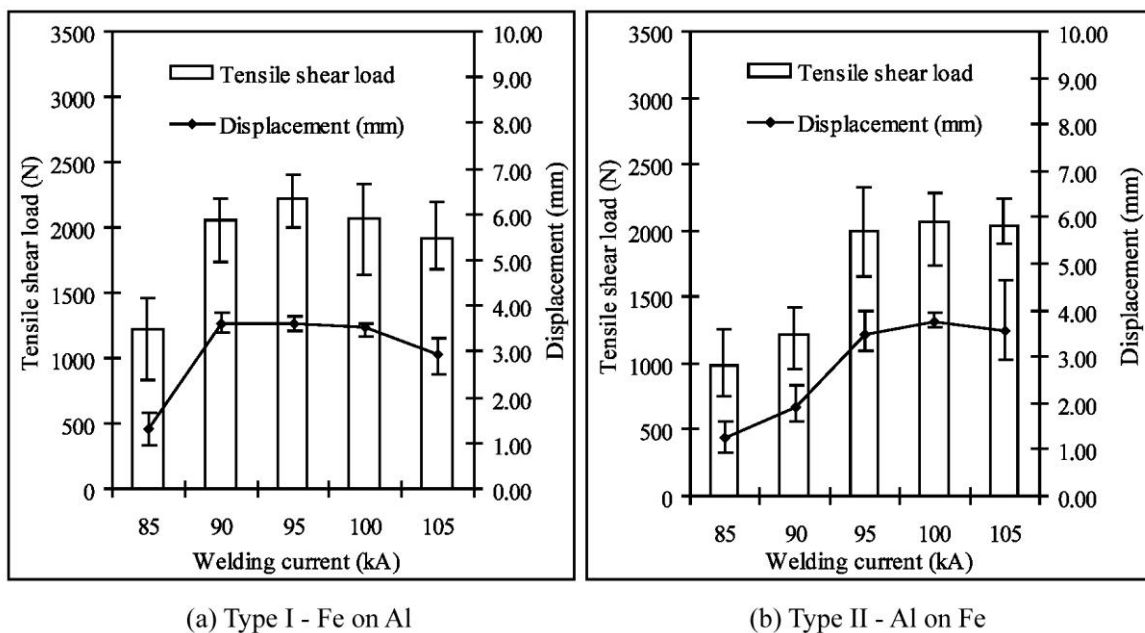 3500
3000
2500
2000
1500
1000
500
0
Tensile shear load (N)
10.00
9.00
8.00
7.00
6.00
5.00
4.00
3.00
2.00
1.00
0.00
Displacement (mm)
Tensile shear load
Displacement (mm)
85 90 95 100 105
Welding current (kA)
(a) Type I - Fe on Al
3500
3000
2500
2000
1500
1000
500
0
Tensile shear load (N)
10.00
9.00
8.00
7.00
6.00
5.00
4.00
3.00
2.00
1.00
0.00
Displacement (mm)
Tensile shear load
Displacement (mm)
85 90 95 100 105
Welding current (kA)
(b) Type II - Al on Fe